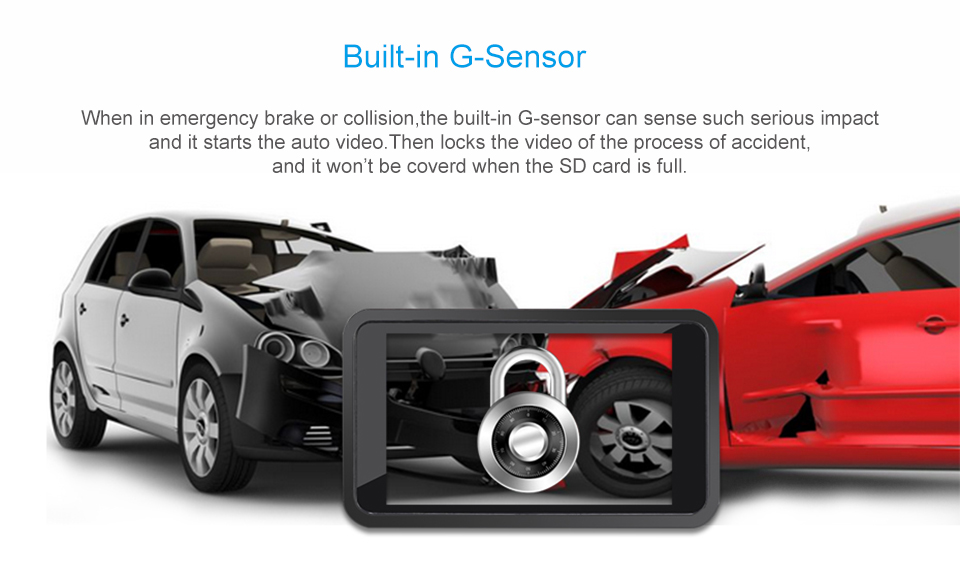 Built-in G-Sensor
When in emergency brake or collision,the built-in G-sensor can sense such serious impact
and it starts the auto video.Then locks the video of the process of accident,
and it won't be coverd when the SD card is full.